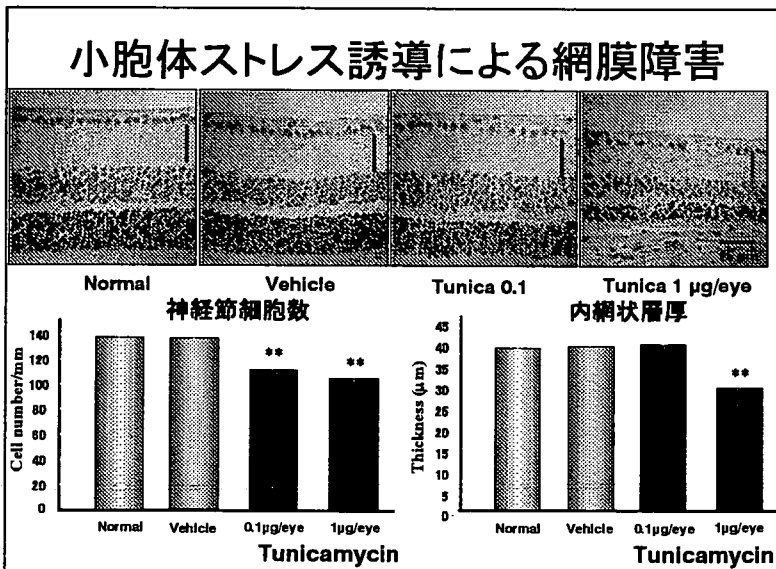 小胞体ストレス誘導による網膜障害
Normal
Vehicle
Tunica 0.1
Tunica 1 µg/eye
神経節細胞数
Cell number/mm
140
120
100
80
60
40
20
0
Normal
Vehicle
0.1µg/eye
1µg/eye
**
**
Tunicamycin
内網状層厚
Thickness (µm)
45
40
35
30
25
20
15
10
5
0
Normal
Vehicle
0.1µg/eye
1µg/eye
**
Tunicamycin